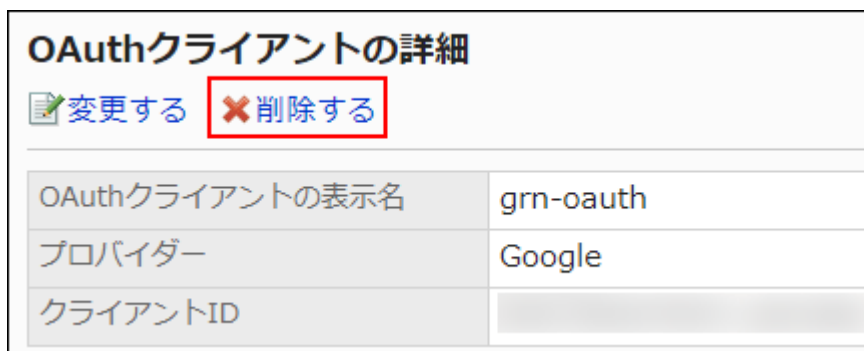 OAuthクライアントの詳細
変更する 削除する
OAuthクライアントの表示名 grn-oauth
プロバイダー Google
クライアントID